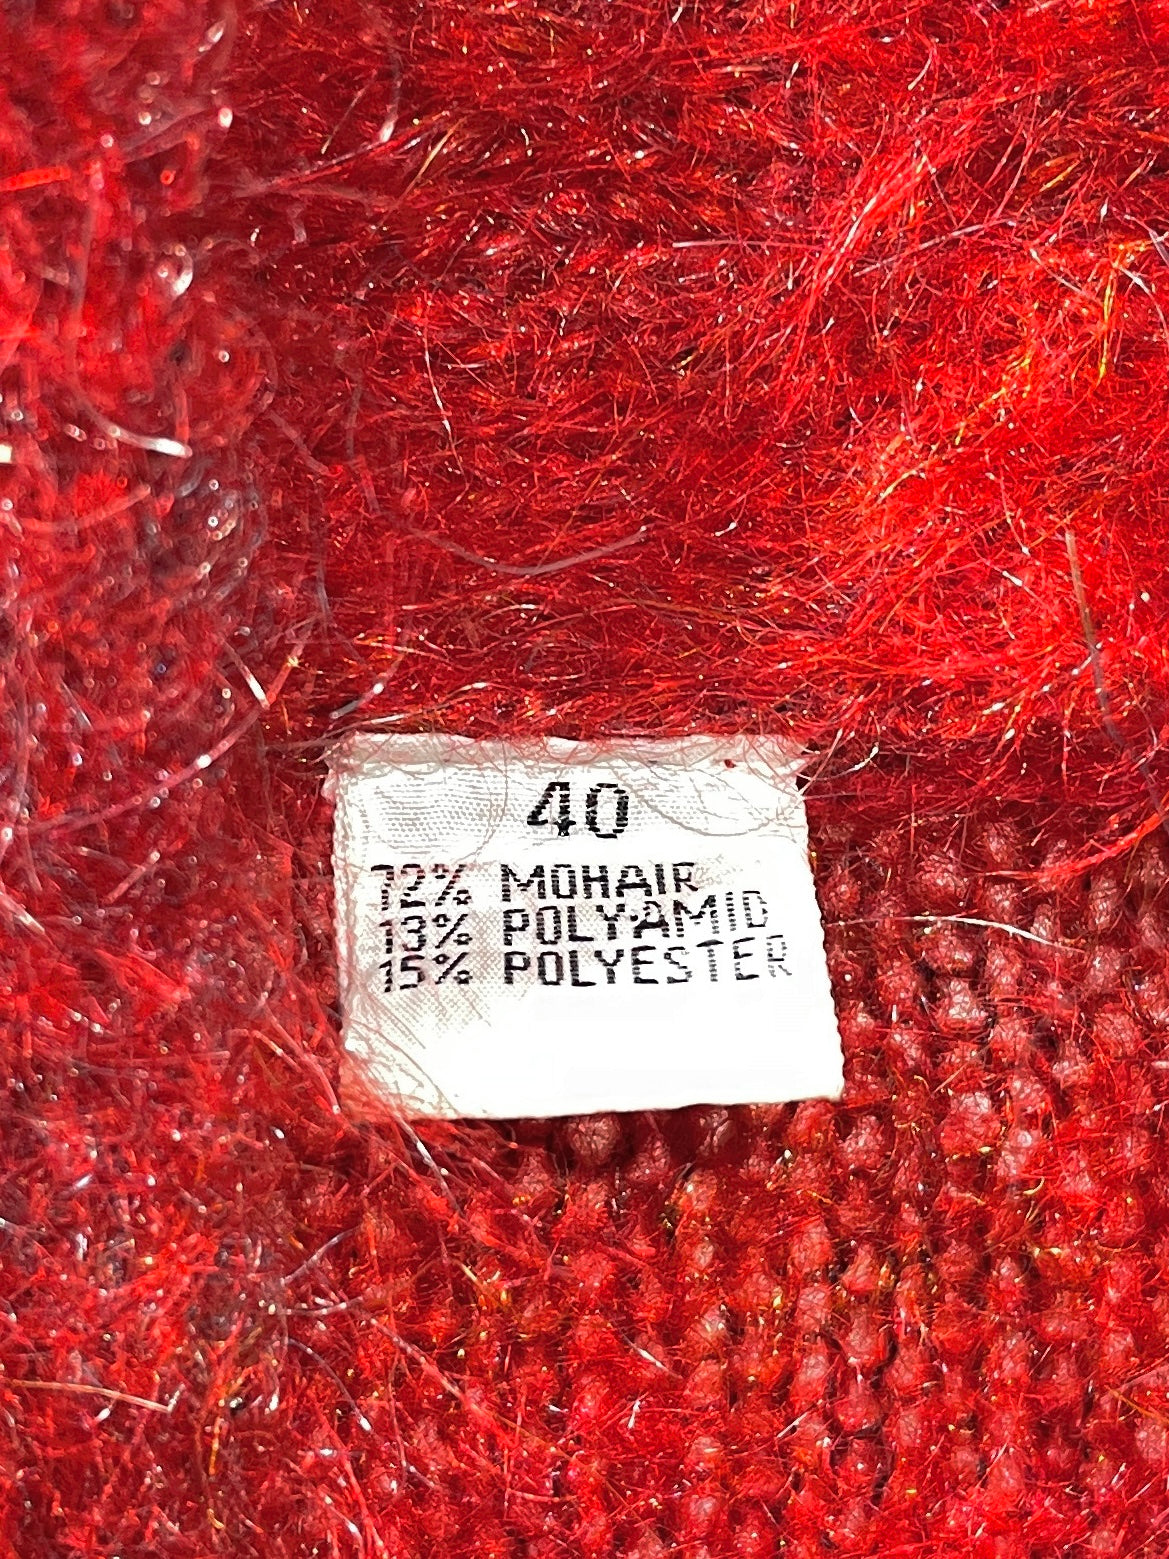 40
72% MOHAIR
13% POLYAMID
15% POLYESTER